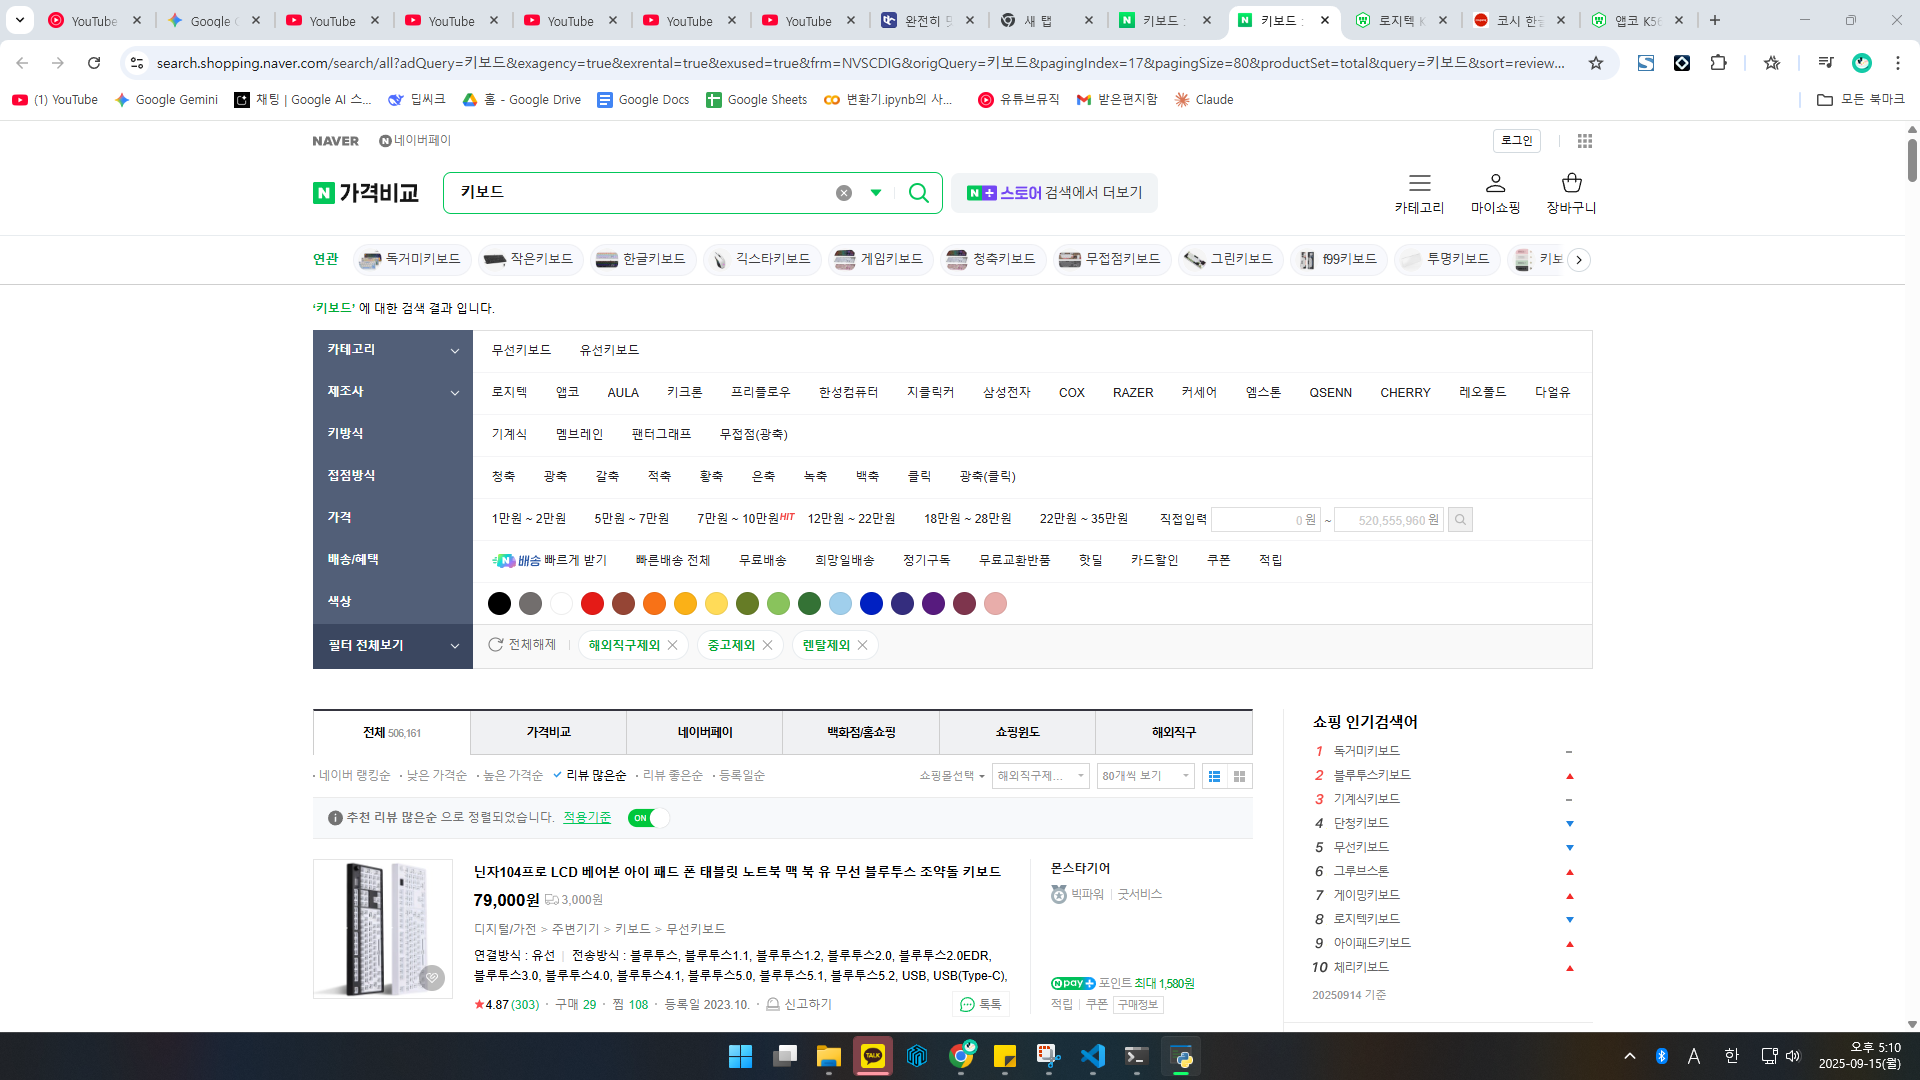 YouTube
Google G
YouTube
YouTube
YouTube
YouTube
YouTube
완전히
새 탭
키보드 :
키보드 :
로지텍 K
코시 한글
앱코 K56
search.shopping.naver.com/search/all?adQuery=키보드&exagency=true&exrental=true&exused=true&frm=NVSCDIG&origQuery=키보드&pagingIndex=17&pagingSize=80&productSet=total&query=키보드&sort=review...
(1) YouTube
Google Gemini
채팅 | Google AI 스...
딥씨크
홈 - Google Drive
Google Docs
Google Sheets
변환기.ipynb의 사...
유튜브뮤직
받은편지함
Claude
모든 북마크
NAVER
네이버페이
로그인
N 가격비교
키보드
N+ 스토어 검색에서 더보기
카테고리
마이쇼핑
장바구니
연관
독거미키보드
작은키보드
한글키보드
긱스타키보드
게임키보드
청축키보드
무접점키보드
그린키보드
f99키보드
투명키보드
키보
‘키보드’ 에 대한 검색 결과 입니다.
카테고리
무선키보드 유선키보드
제조사
로지텍 앱코 AULA 키크론 프리플로우 한성컴퓨터 지클릭커 삼성전자 COX RAZER 커세어 엠스톤 QSENN CHERRY 레오폴드 다얼유
키방식
기계식 멤브레인 팬터그래프 무접점(광축)
접점방식
청축 광축 갈축 적축 황축 은축 녹축 백축 클릭 광축(클릭)
가격
1만원 ~ 2만원 5만원 ~ 7만원 7만원 ~ 10만원HIT 12만원 ~ 22만원 18만원 ~ 28만원 22만원 ~ 35만원 직접입력 0 원 ~ 520,555,960 원
배송/혜택
N 배송 빠르게 받기 빠른배송 전체 무료배송 희망일배송 정기구독 무료교환반품 핫딜 카드할인 쿠폰 적립
색상
필터 전체보기
전체해제 해외직구제외 중고제외 렌탈제외
전체 506,161
가격비교
네이버페이
백화점/홈쇼핑
쇼핑윈도
해외직구
네이버 랭킹순 · 낮은 가격순 · 높은 가격순 리뷰 많은순 · 리뷰 좋은순 · 등록일순
쇼핑몰선택
해외직구제...
80개씩 보기
추천 리뷰 많은순 으로 정렬되었습니다. 적용기준 ON
닌자104프로 LCD 베어본 아이 패드 폰 태블릿 노트북 맥 북 유 무선 블루투스 조약돌 키보드
79,000원 3,000원
디지털/가전 > 주변기기 > 키보드 > 무선키보드
연결방식 : 유선 | 전송방식 : 블루투스, 블루투스1.1, 블루투스1.2, 블루투스2.0, 블루투스2.0EDR,
블루투스3.0, 블루투스4.0, 블루투스4.1, 블루투스5.0, 블루투스5.1, 블루투스5.2, USB, USB(Type-C),
★4.87 (303) · 구매 29 · 찜 108 · 등록일 2023.10. · 신고하기
톡톡
몬스타기어
빅파워 | 굿서비스
N pay+ 포인트 최대 1,580원
적립 | 쿠폰 구매정보
쇼핑 인기검색어
1 독거미키보드
2 블루투스키보드
3 기계식키보드
4 단청키보드
5 무선키보드
6 그루브스톤
7 게이밍키보드
8 로지텍키보드
9 아이패드키보드
10 체리키보드
20250914 기준
TALK
A
한
오후 5:10
2025-09-15(월)